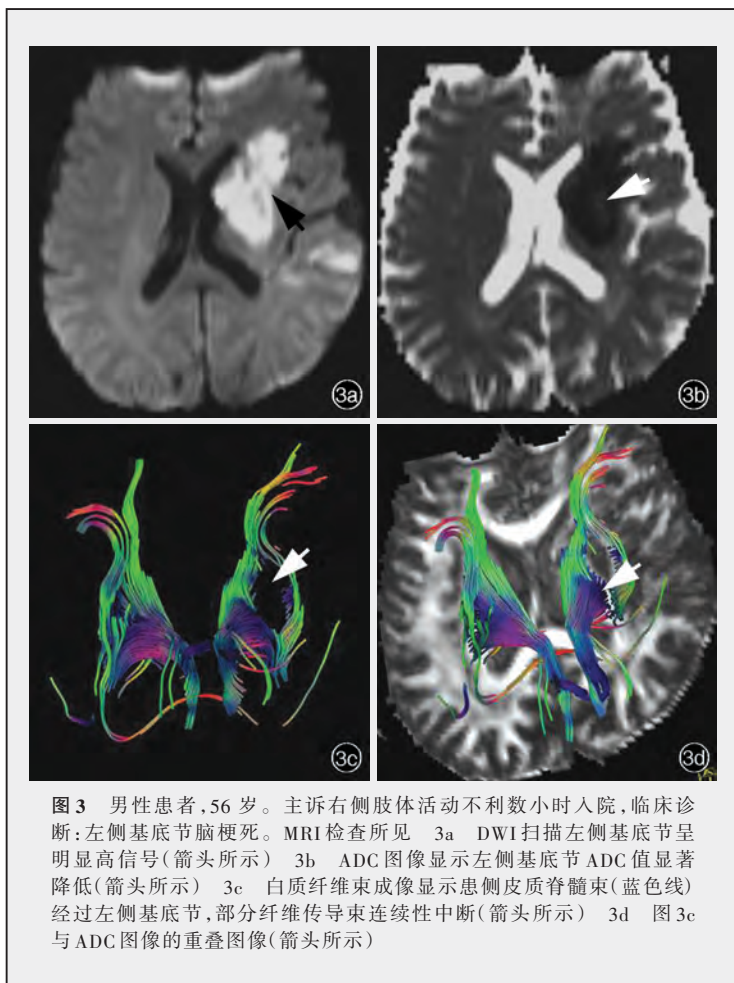 3a
3b
3c
3d
图3 男性患者,56 岁。主诉右侧肢体活动不利数小时入院,临床诊
断:左侧基底节脑梗死。MRI检查所见 3a DWI扫描左侧基底节呈
明显高信号(箭头所示) 3b ADC图像显示左侧基底节ADC值显著
降低(箭头所示) 3c 白质纤维束成像显示患侧皮质脊髓束(蓝色线)
经过左侧基底节,部分纤维传导束连续性中断(箭头所示) 3d 图3c
与ADC图像的重叠图像(箭头所示)